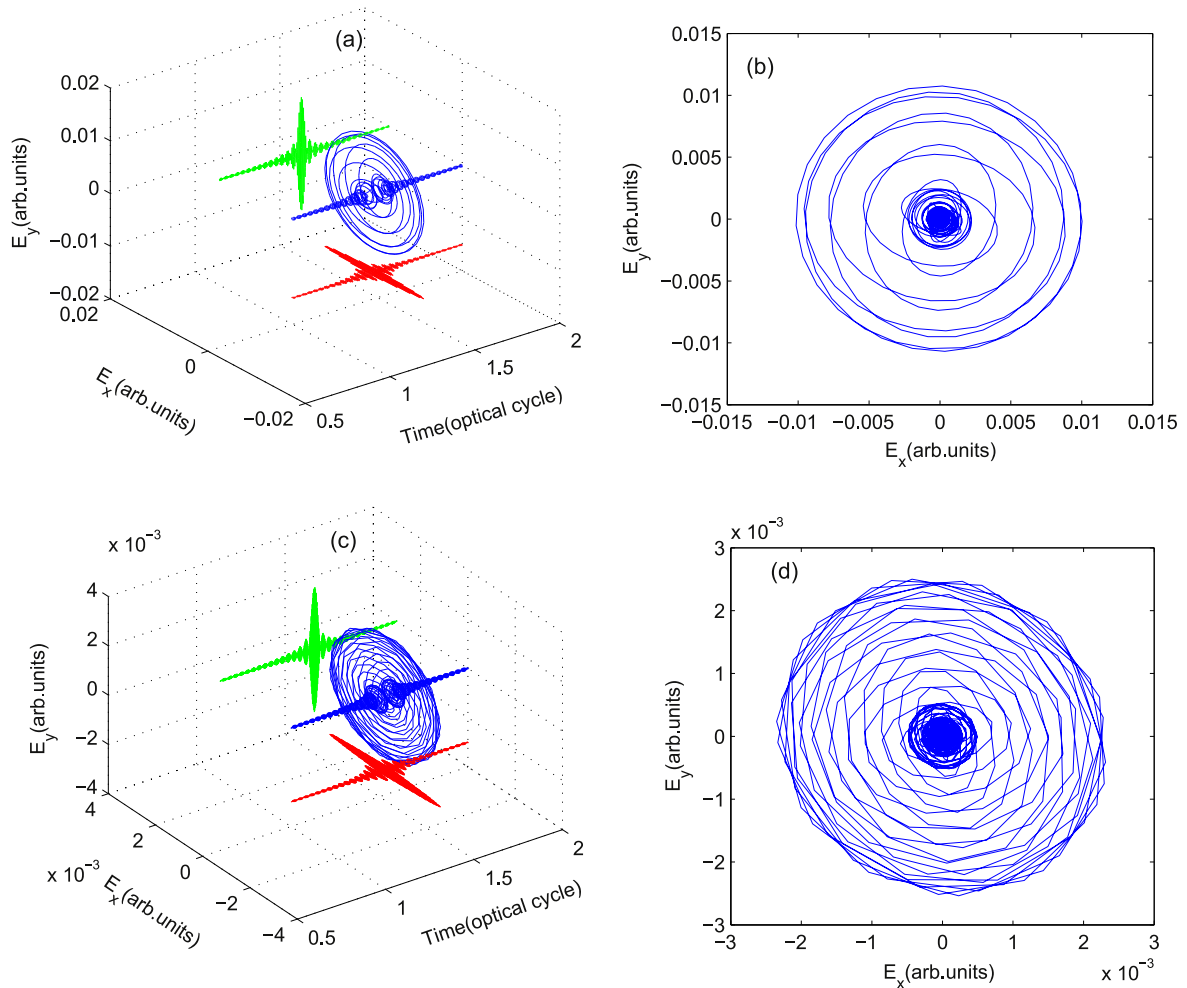 (a)
0.02
0.01
0
−0.01
−0.02
E_y(arb.units)
0.02
0
−0.02
E_x(arb.units)
0.5
1
1.5
2
Time(optical cycle)
(b)
0.015
0.01
0.005
0
−0.005
−0.01
−0.015
E_y(arb.units)
−0.015 −0.01 −0.005 0 0.005 0.01 0.015
E_x(arb.units)
(c)
x 10⁻³
4
2
0
−2
−4
E_y(arb.units)
4
2
0
−2
−4
x 10⁻³
E_x(arb.units)
0.5
1
1.5
2
Time(optical cycle)
(d)
x 10⁻³
3
2
1
0
−1
−2
−3
E_y(arb.units)
−3 −2 −1 0 1 2 3
E_x(arb.units)
x 10⁻³